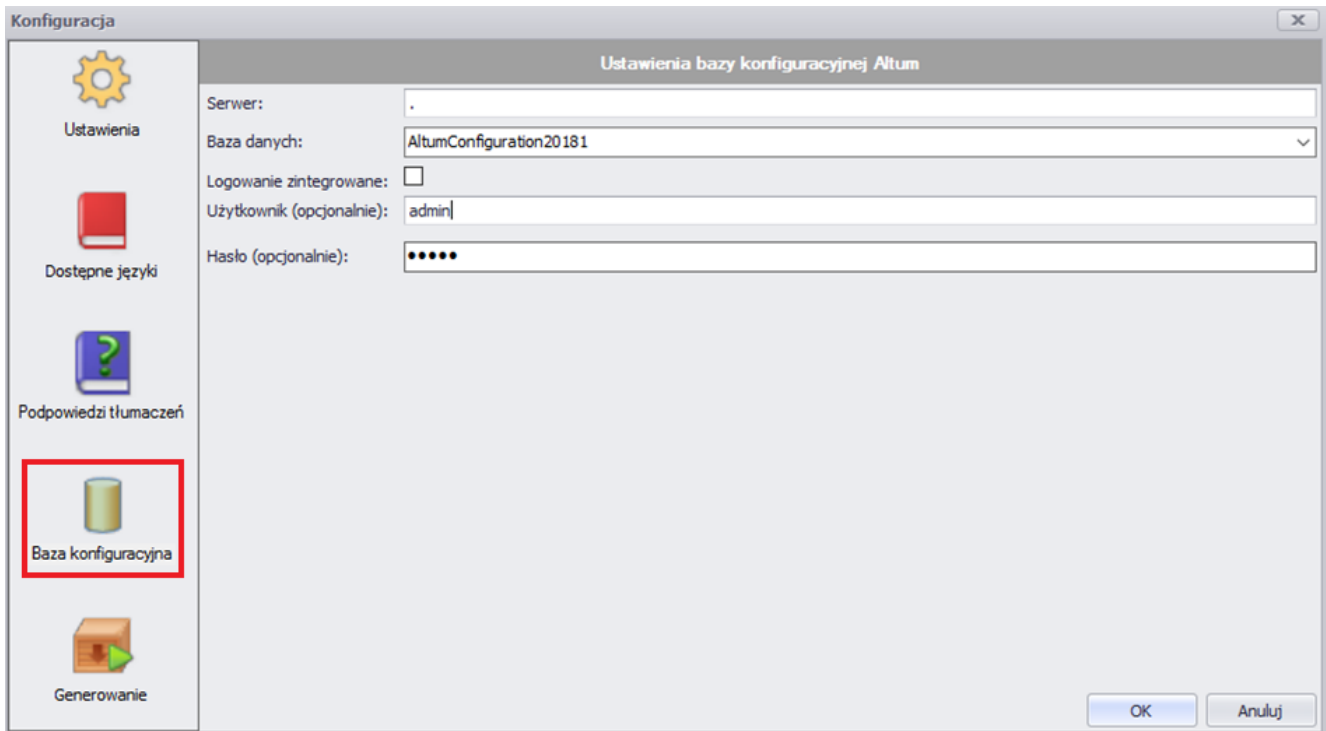 Konfiguracja
Ustawienia
Dostępne języki
Podpowiedzi tłumaczeń
Baza konfiguracyjna
Generowanie
Ustawienia bazy konfiguracyjnej Altum
Serwer: .
Baza danych: AltumConfiguration20181
Logowanie zintegrowane:
Użytkownik (opcjonalnie): admin
Hasło (opcjonalnie): •••••
OK Anuluj